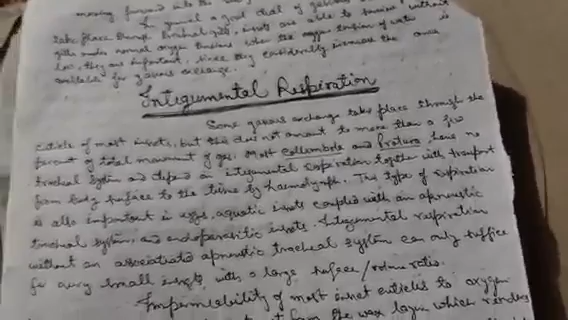 moving forward into the
In general a good deal of gaseous
take place through tracheal gills, insects are able to survive without
gills under normal oxygen tensions when the oxygen tension of water is
low, they are important, since they considerably increase the area
available for gaseous exchange.
Integumental Respiration
Some gaseous exchange takes place through the
cuticle of most insects, but this does not amount to more than a few
percent of total movement of gas. Most collembola and Protura have no
tracheal system and depend on integumental respiration together with transport
from body surface to the tissue by haemolymph. This type of respiration
is also important in eggs, aquatic insects coupled with an apneustic
tracheal system, and endoparasitic insects. Integumental respiration
without an associated apneustic tracheal system can only suffice
for very small insects with a large surface/volume ratio.
Impermeability of most insect cuticles to oxygen
from the wax layer which renders